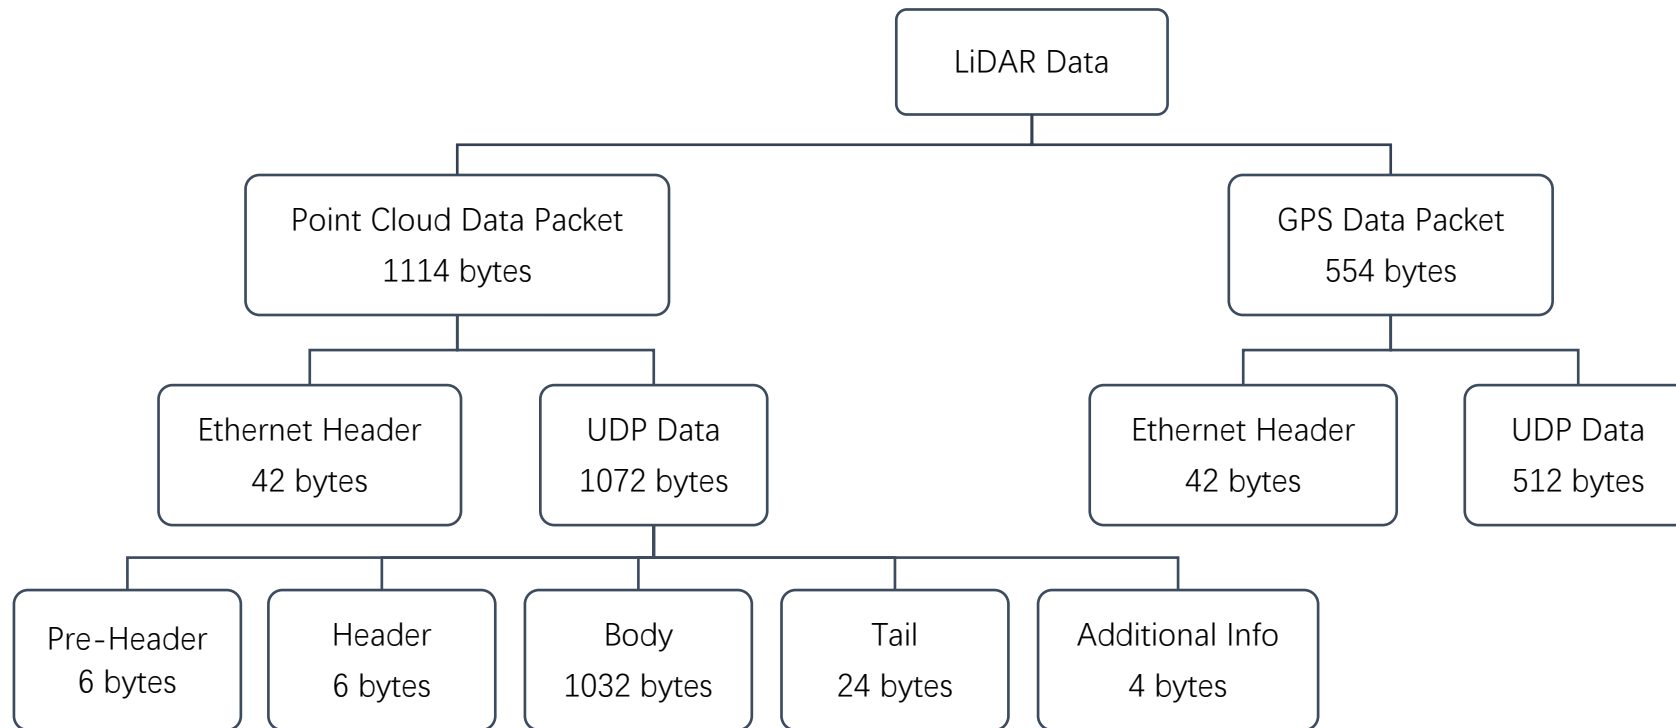 LiDAR Data
Point Cloud Data Packet
1114 bytes
GPS Data Packet
554 bytes
Ethernet Header
42 bytes
UDP Data
1072 bytes
Ethernet Header
42 bytes
UDP Data
512 bytes
Pre-Header
6 bytes
Header
6 bytes
Body
1032 bytes
Tail
24 bytes
Additional Info
4 bytes